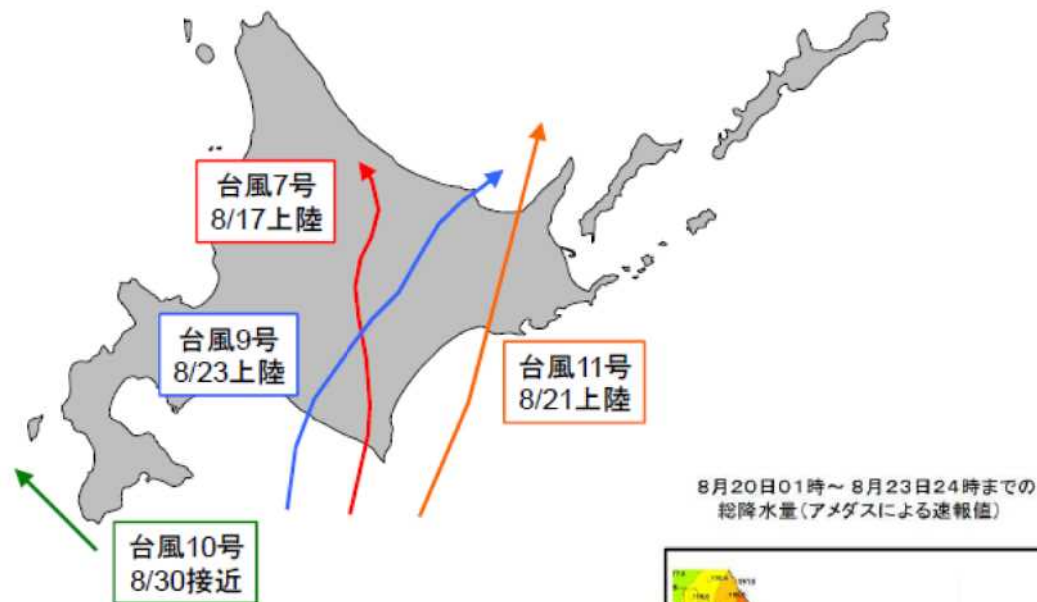 台風7号
8/17上陸
台風9号
8/23上陸
台風11号
8/21上陸
台風10号
8/30接近
8月20日01時～8月23日24時までの
総降水量(アメダスによる速報値)